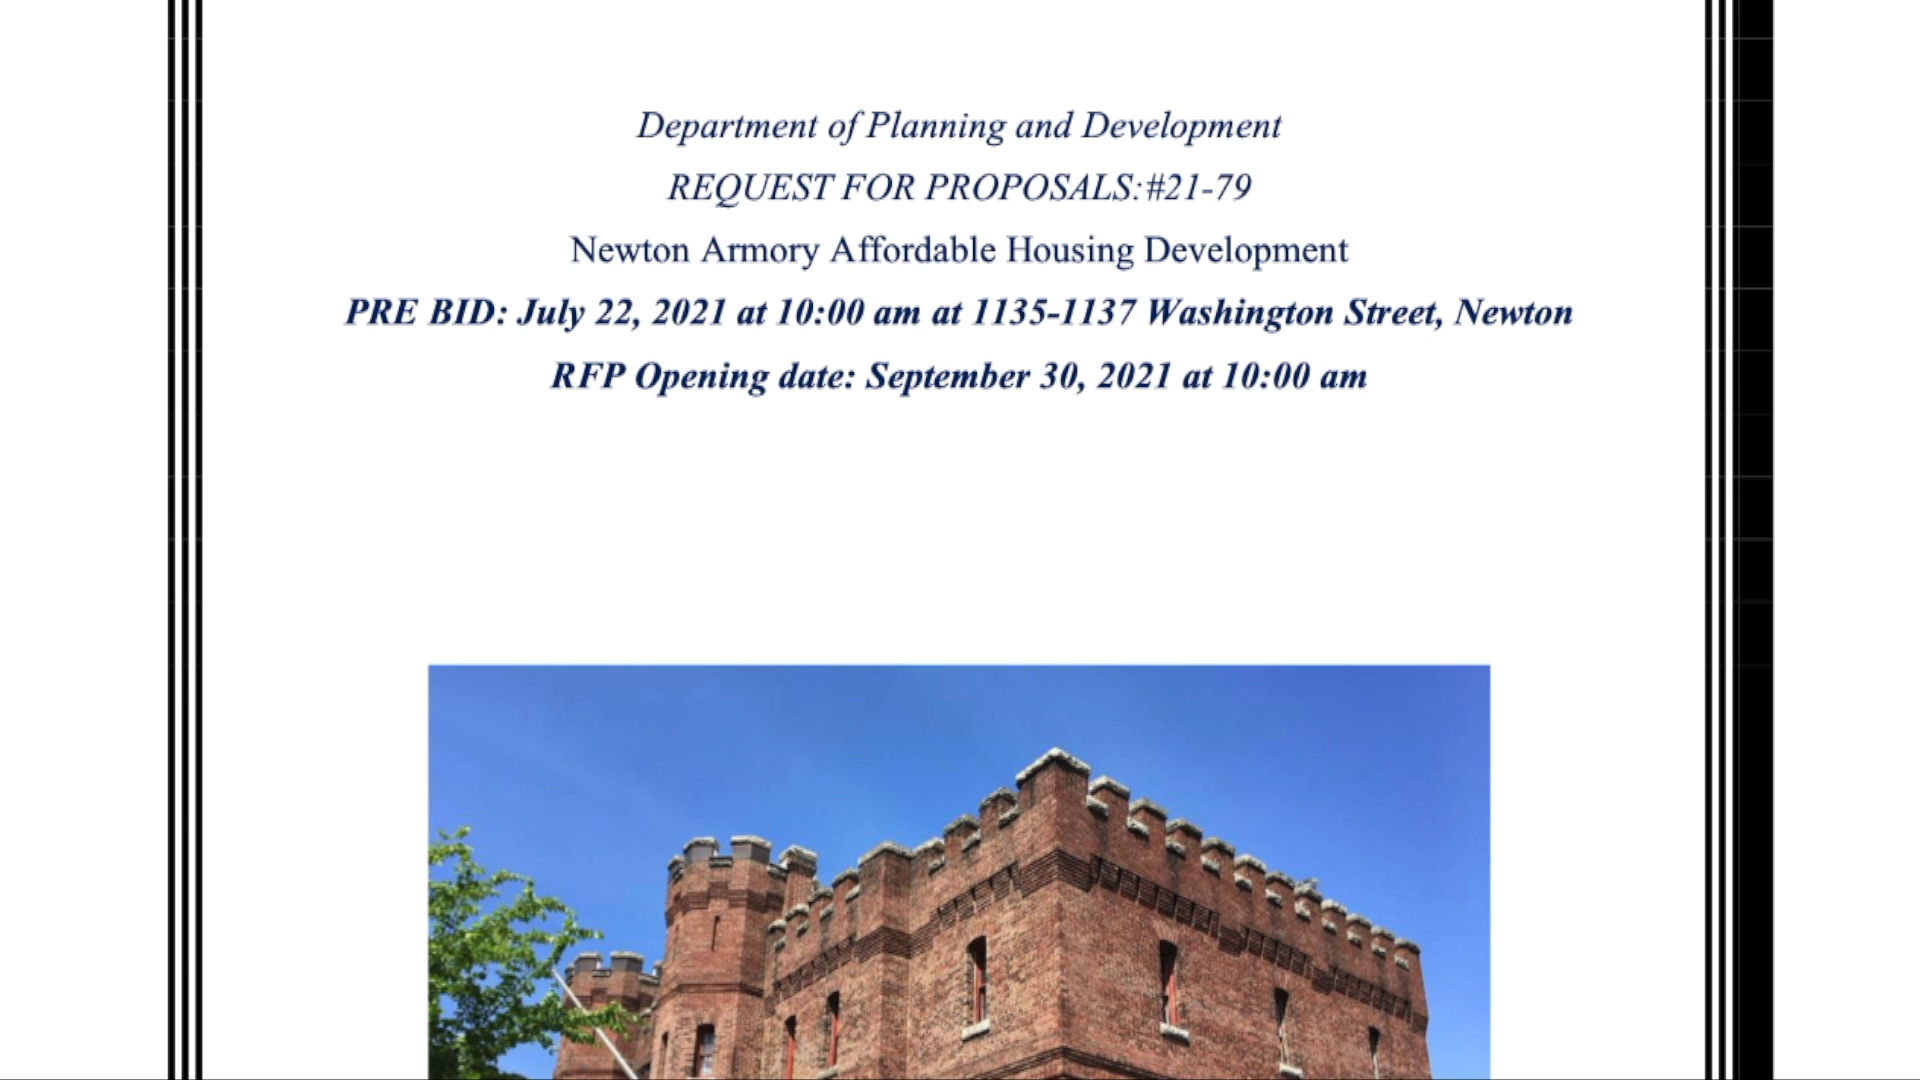 Department of Planning and Development
REQUEST FOR PROPOSALS:#21-79
Newton Armory Affordable Housing Development
PRE BID: July 22, 2021 at 10:00 am at 1135-1137 Washington Street, Newton
RFP Opening date: September 30, 2021 at 10:00 am